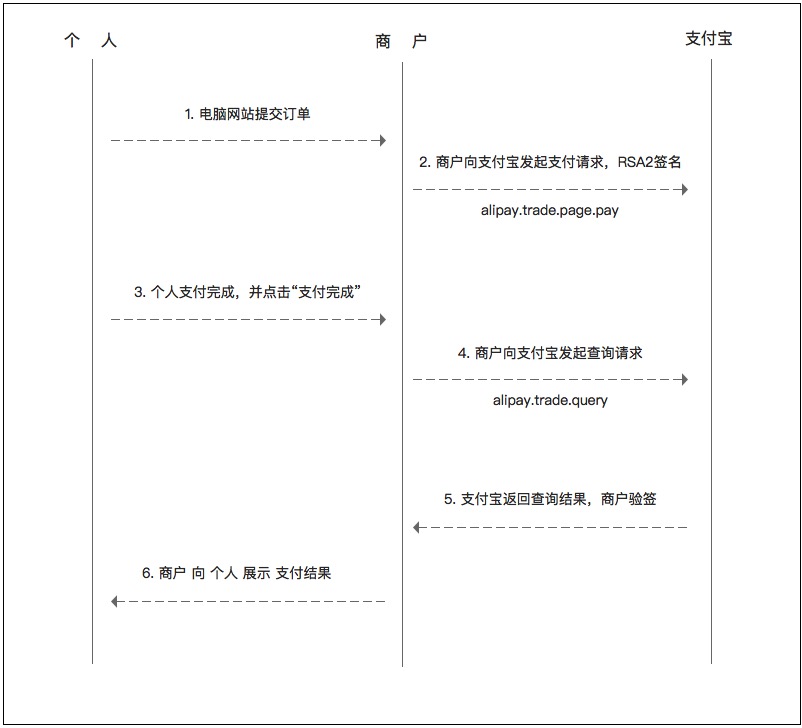 个 人
商 户
支付宝
1. 电脑网站提交订单
2. 商户向支付宝发起支付请求，RSA2签名
alipay.trade.page.pay
3. 个人支付完成，并点击“支付完成”
4. 商户向支付宝发起查询请求
alipay.trade.query
5. 支付宝返回查询结果，商户验签
6. 商户 向 个人 展示 支付结果